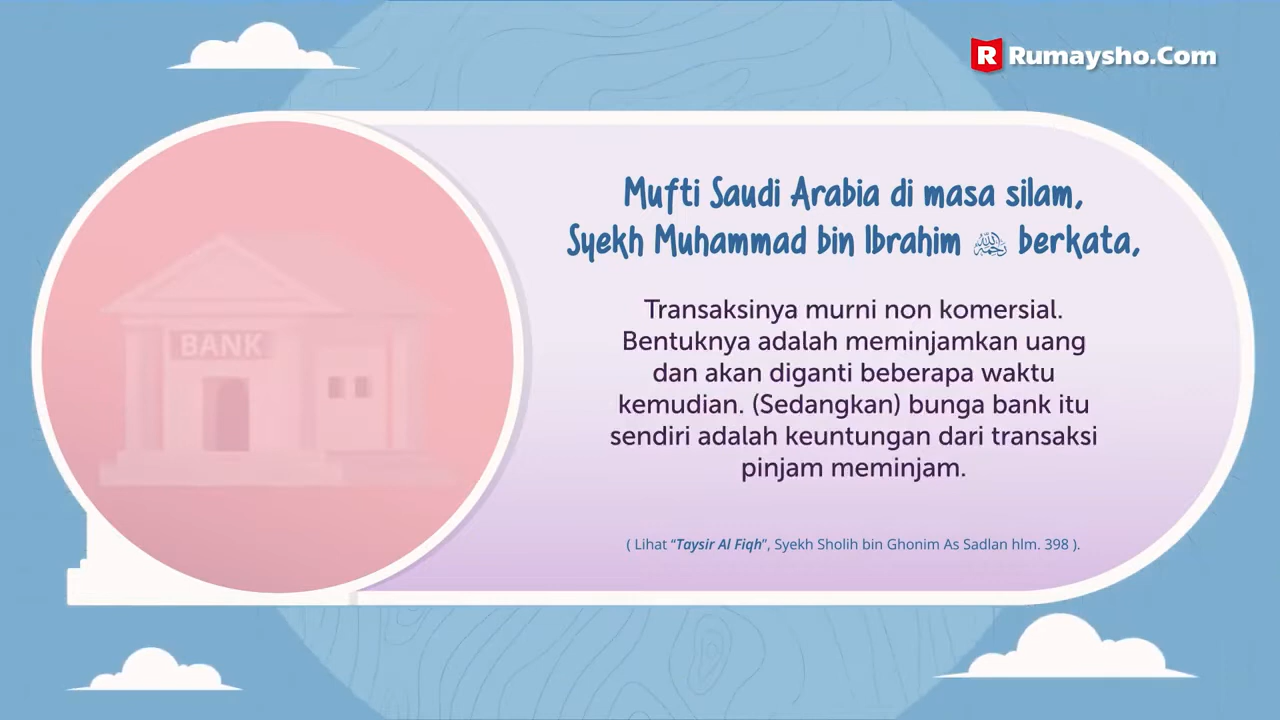 R Rumaysho.Com
Mufti Saudi Arabia di masa silam,
Syekh Muhammad bin Ibrahim رحمه الله berkata,
BANK
Transaksinya murni non komersial.
Bentuknya adalah meminjamkan uang
dan akan diganti beberapa waktu
kemudian. (Sedangkan) bunga bank itu
sendiri adalah keuntungan dari transaksi
pinjam meminjam.
( Lihat “Taysir Al Fiqh”, Syekh Sholih bin Ghonim As Sadlan hlm. 398 ).